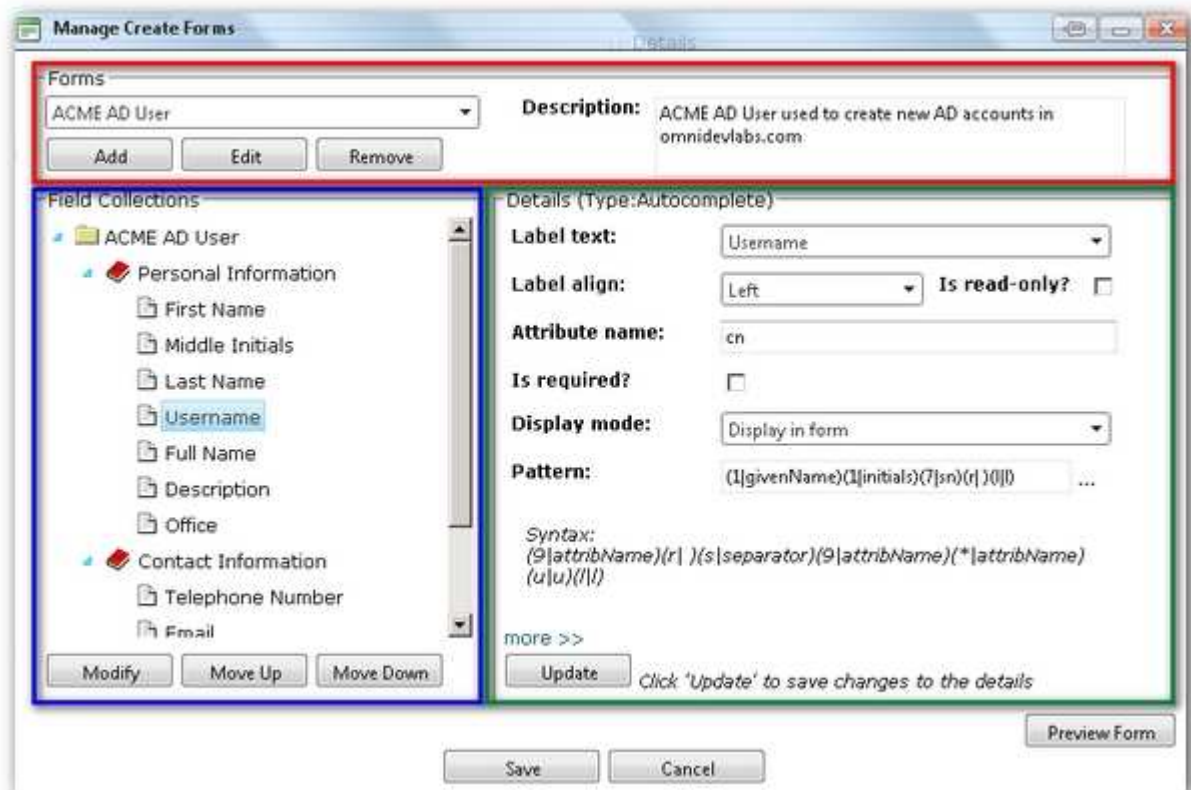 Manage Create Forms
Details
Forms
ACME AD User
Description:
ACME AD User used to create new AD accounts in
omnidevlabs.com
Add Edit Remove
Field Collections
ACME AD User
Personal Information
First Name
Middle Initials
Last Name
Username
Full Name
Description
Office
Contact Information
Telephone Number
Email
Modify Move Up Move Down
Details (Type:Autocomplete)
Label text: Username
Label align: Left Is read-only?
Attribute name: cn
Is required?
Display mode: Display in form
Pattern: (1|givenName)(1|initials)(7|sn)(r| )(l|l) ...
Syntax:
(9|attribName)(r| )(s|separator)(9|attribName)(*|attribName)
(u|u)(l|l)
more >>
Update Click 'Update' to save changes to the details
Preview Form
Save Cancel